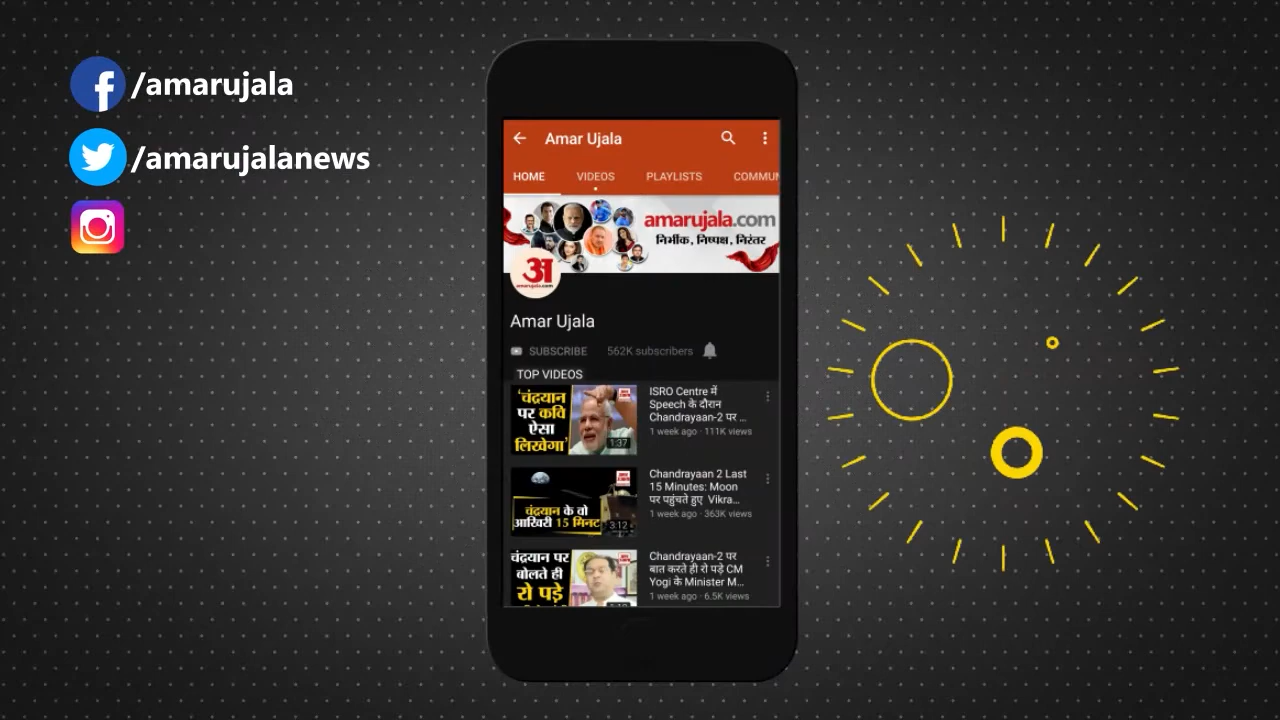 /amarujala
/amarujalanews
Amar Ujala
HOME VIDEOS PLAYLISTS COMMUN
amarujala.com
निर्भीक, निष्पक्ष, निरंतर
अ
amarujala.com
Amar Ujala
SUBSCRIBE 562K subscribers
TOP VIDEOS
'चंद्रयान
पर कवि
ऐसा
लिखेगा'
1:37
ISRO Centre में
Speech के दौरान
Chandrayaan-2 पर ...
1 week ago · 111K views
चंद्रयान के वो
आखिरी 15 मिनट
3:12
Chandrayaan 2 Last
15 Minutes: Moon
पर पहुंचते हुए Vikra...
1 week ago · 363K views
चंद्रयान पर
बोलते ही
रो पड़े
Chandrayaan-2 पर
बात करते ही रो पड़े CM
Yogi के Minister M...
1 week ago · 6.5K views